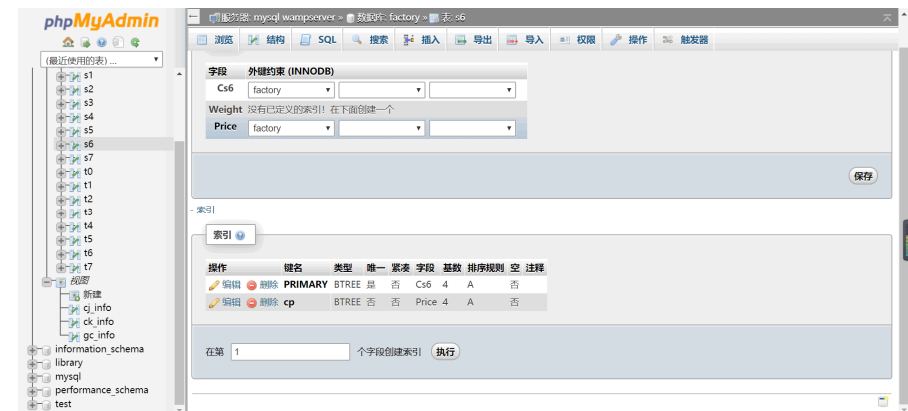 phpMyAdmin
(最近使用的表) ...
s1
s2
s3
s4
s5
s6
s7
t0
t1
t2
t3
t4
t5
t6
t7
视图
新建
cj_info
ck_info
gc_info
information_schema
library
mysql
performance_schema
test
服务器: mysql wampserver » 数据库: factory » 表: s6
浏览 结构 SQL 搜索 插入 导出 导入 权限 操作 触发器
字段 外键约束 (INNODB)
Cs6 factory
Weight 没有已定义的索引！在下面创建一个
Price factory
保存
- 索引
索引
操作 键名 类型 唯一 紧凑 字段 基数 排序规则 空 注释
编辑 删除 PRIMARY BTREE 是 否 Cs6 4 A 否
编辑 删除 cp BTREE 否 否 Price 4 A 否
在第 1 个字段创建索引 执行